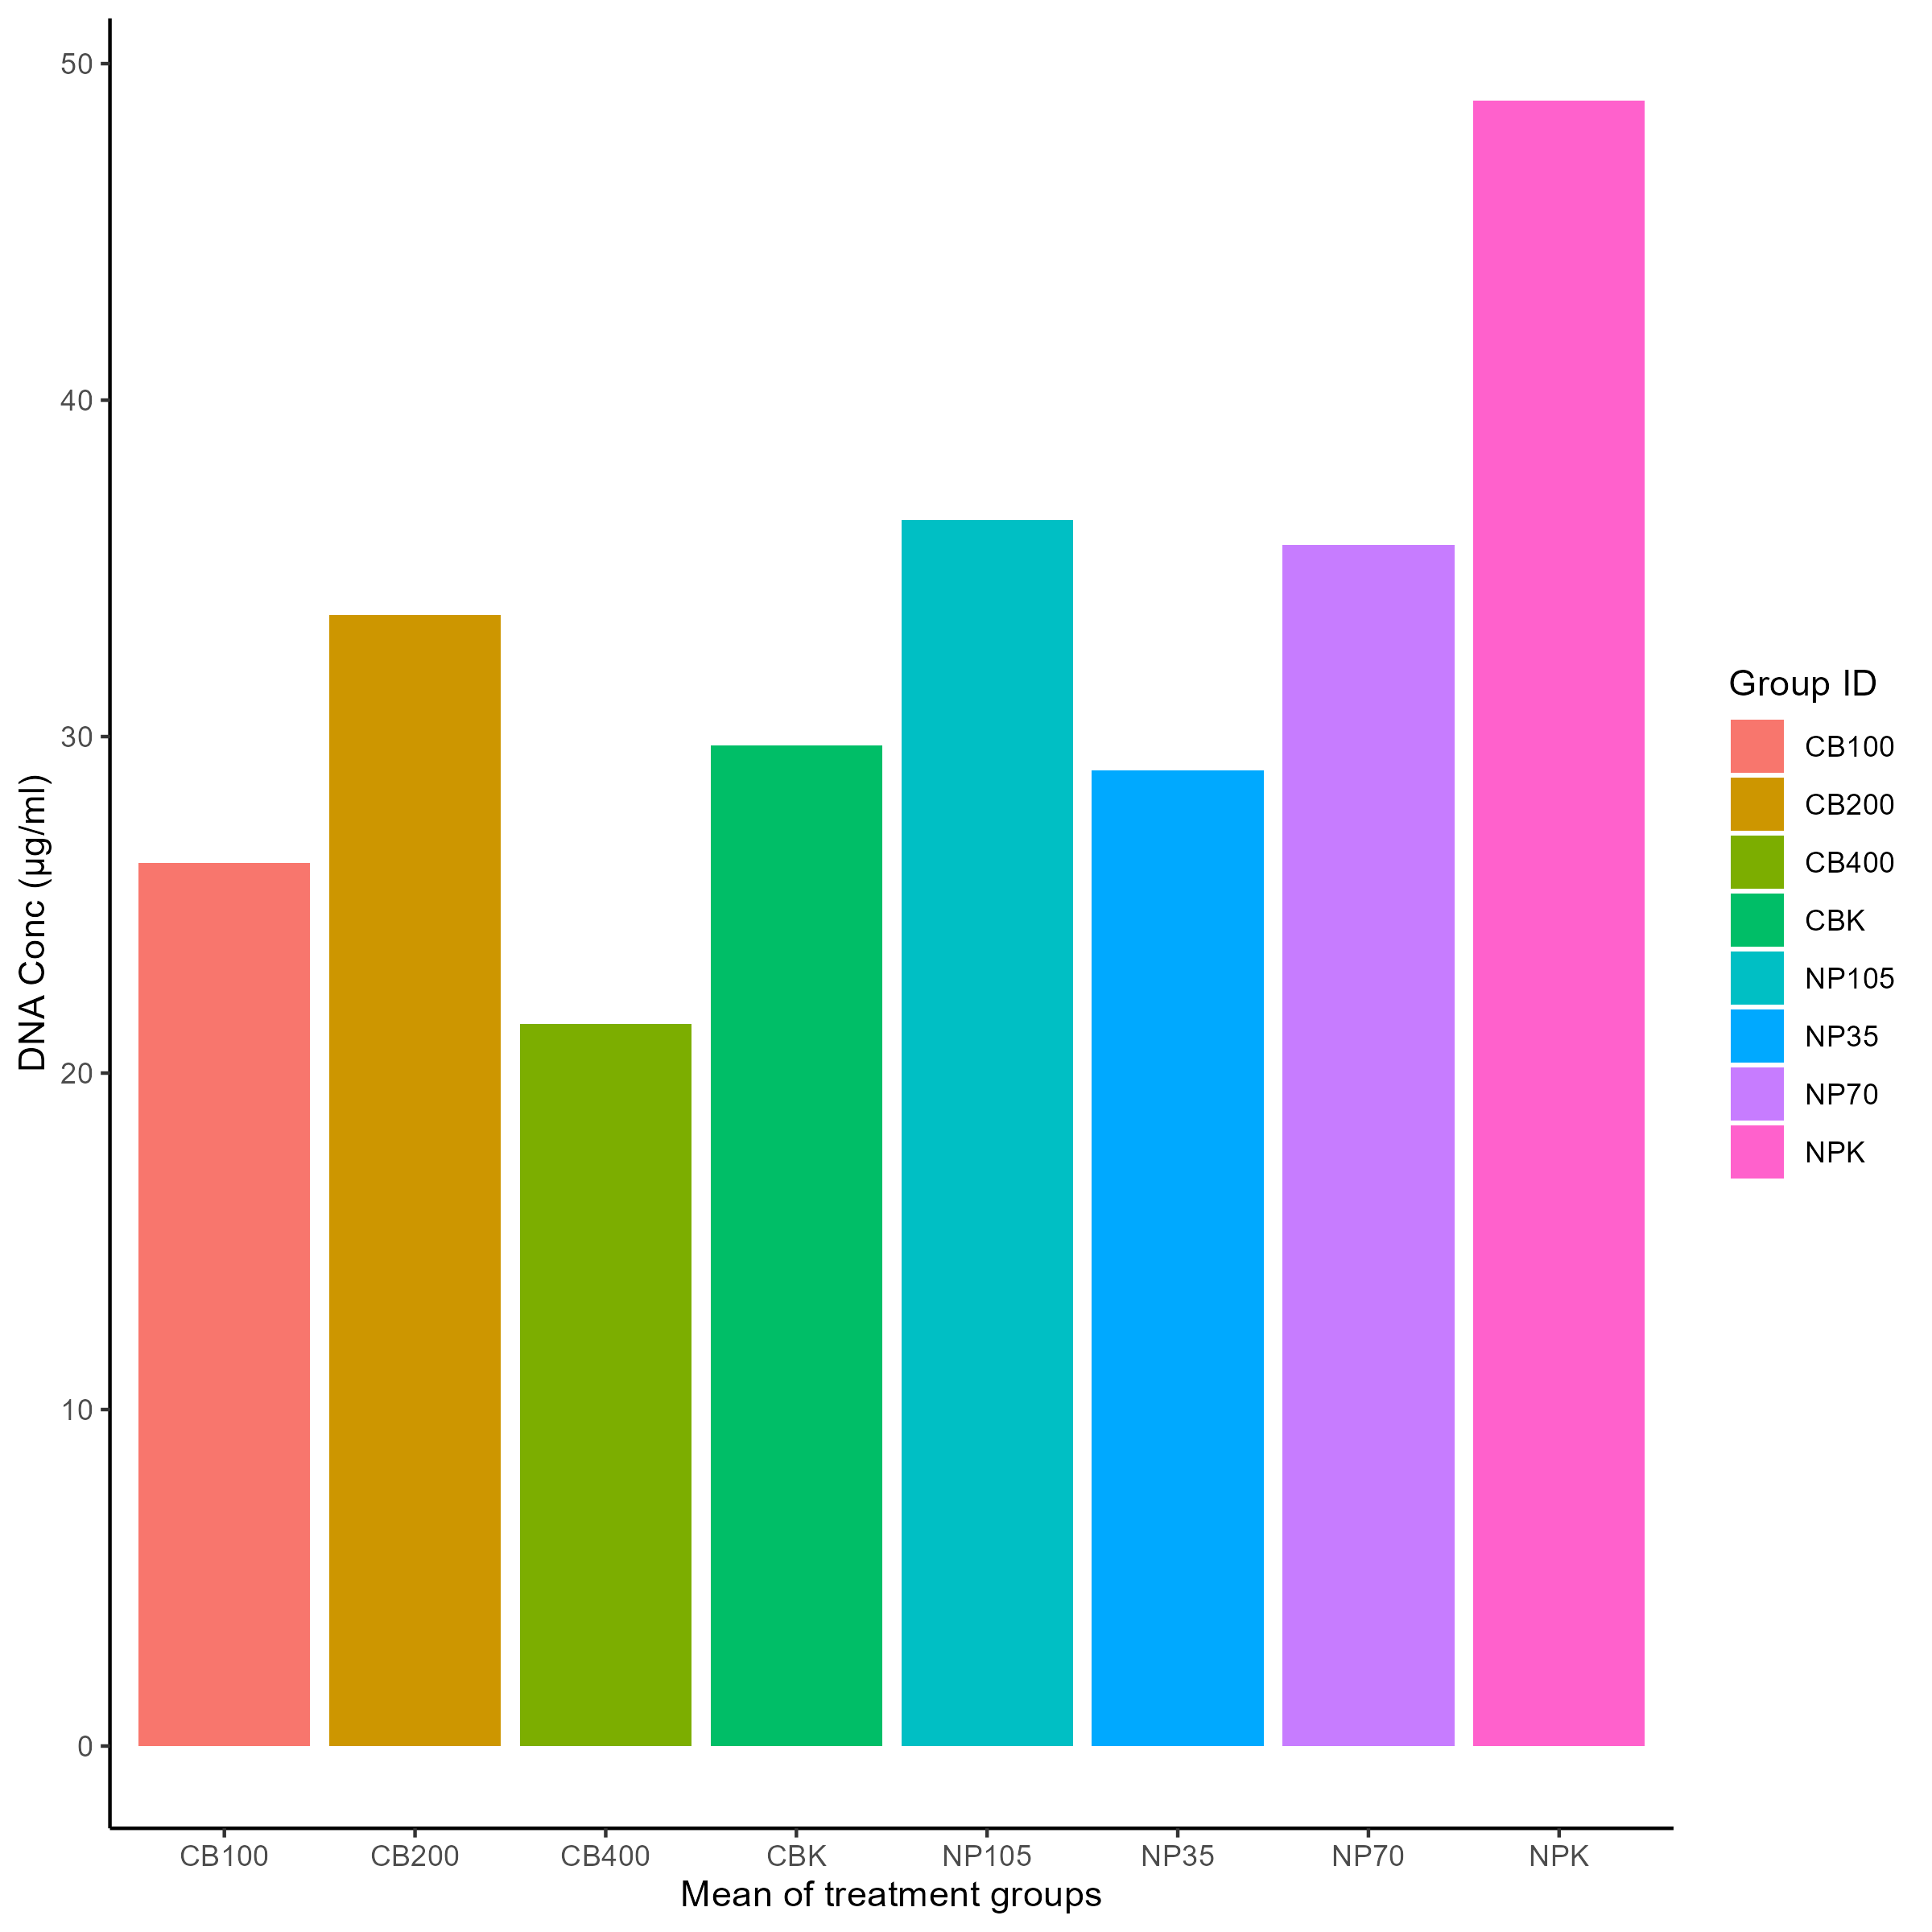 50
40
30
20
10
0
DNA Conc (µg/ml)
CB100 CB200 CB400 CBK NP105 NP35 NP70 NPK
Mean of treatment groups
Group ID
CB100
CB200
CB400
CBK
NP105
NP35
NP70
NPK